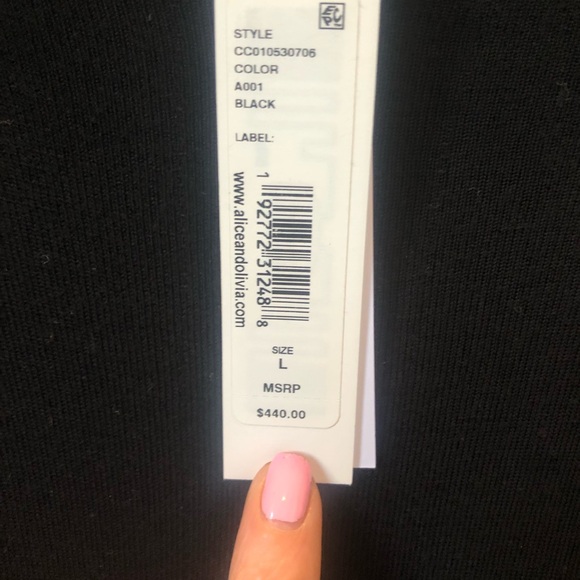 STYLE
CC010530706
COLOR
A001
BLACK
LABEL:
1 92772 31248 8
www.aliceandolivia.com
SIZE
L
MSRP
$440.00